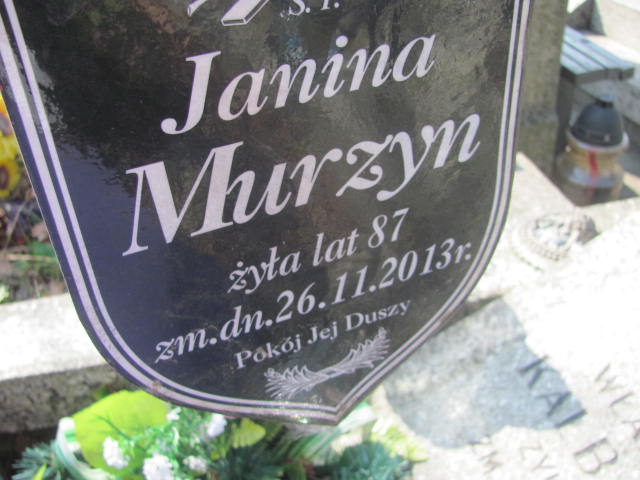 Ś. P.
Janina
Murzyn
żyła lat 87
zm.dn.26.11.2013r.
Pokój Jej Duszy